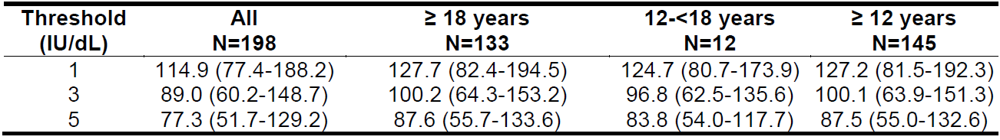 Threshold (IU/dL) All N=198 ≥ 18 years N=133 12-<18 years N=12 ≥ 12 years N=145
1 114.9 (77.4-188.2) 127.7 (82.4-194.5) 124.7 (80.7-173.9) 127.2 (81.5-192.3)
3 89.0 (60.2-148.7) 100.2 (64.3-153.2) 96.8 (62.5-135.6) 100.1 (63.9-151.3)
5 77.3 (51.7-129.2) 87.6 (55.7-133.6) 83.8 (54.0-117.7) 87.5 (55.0-132.6)